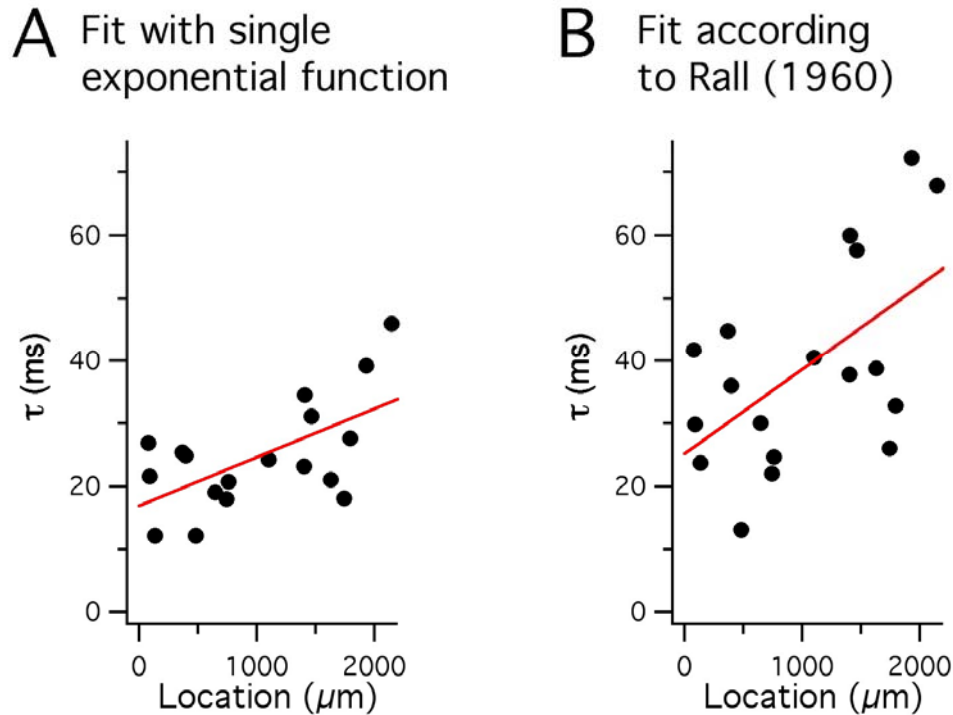 A Fit with single
exponential function
60
40
20
0
τ (ms)
0 1000 2000
Location (µm)
B Fit according
to Rall (1960)
60
40
20
0
τ (ms)
0 1000 2000
Location (µm)